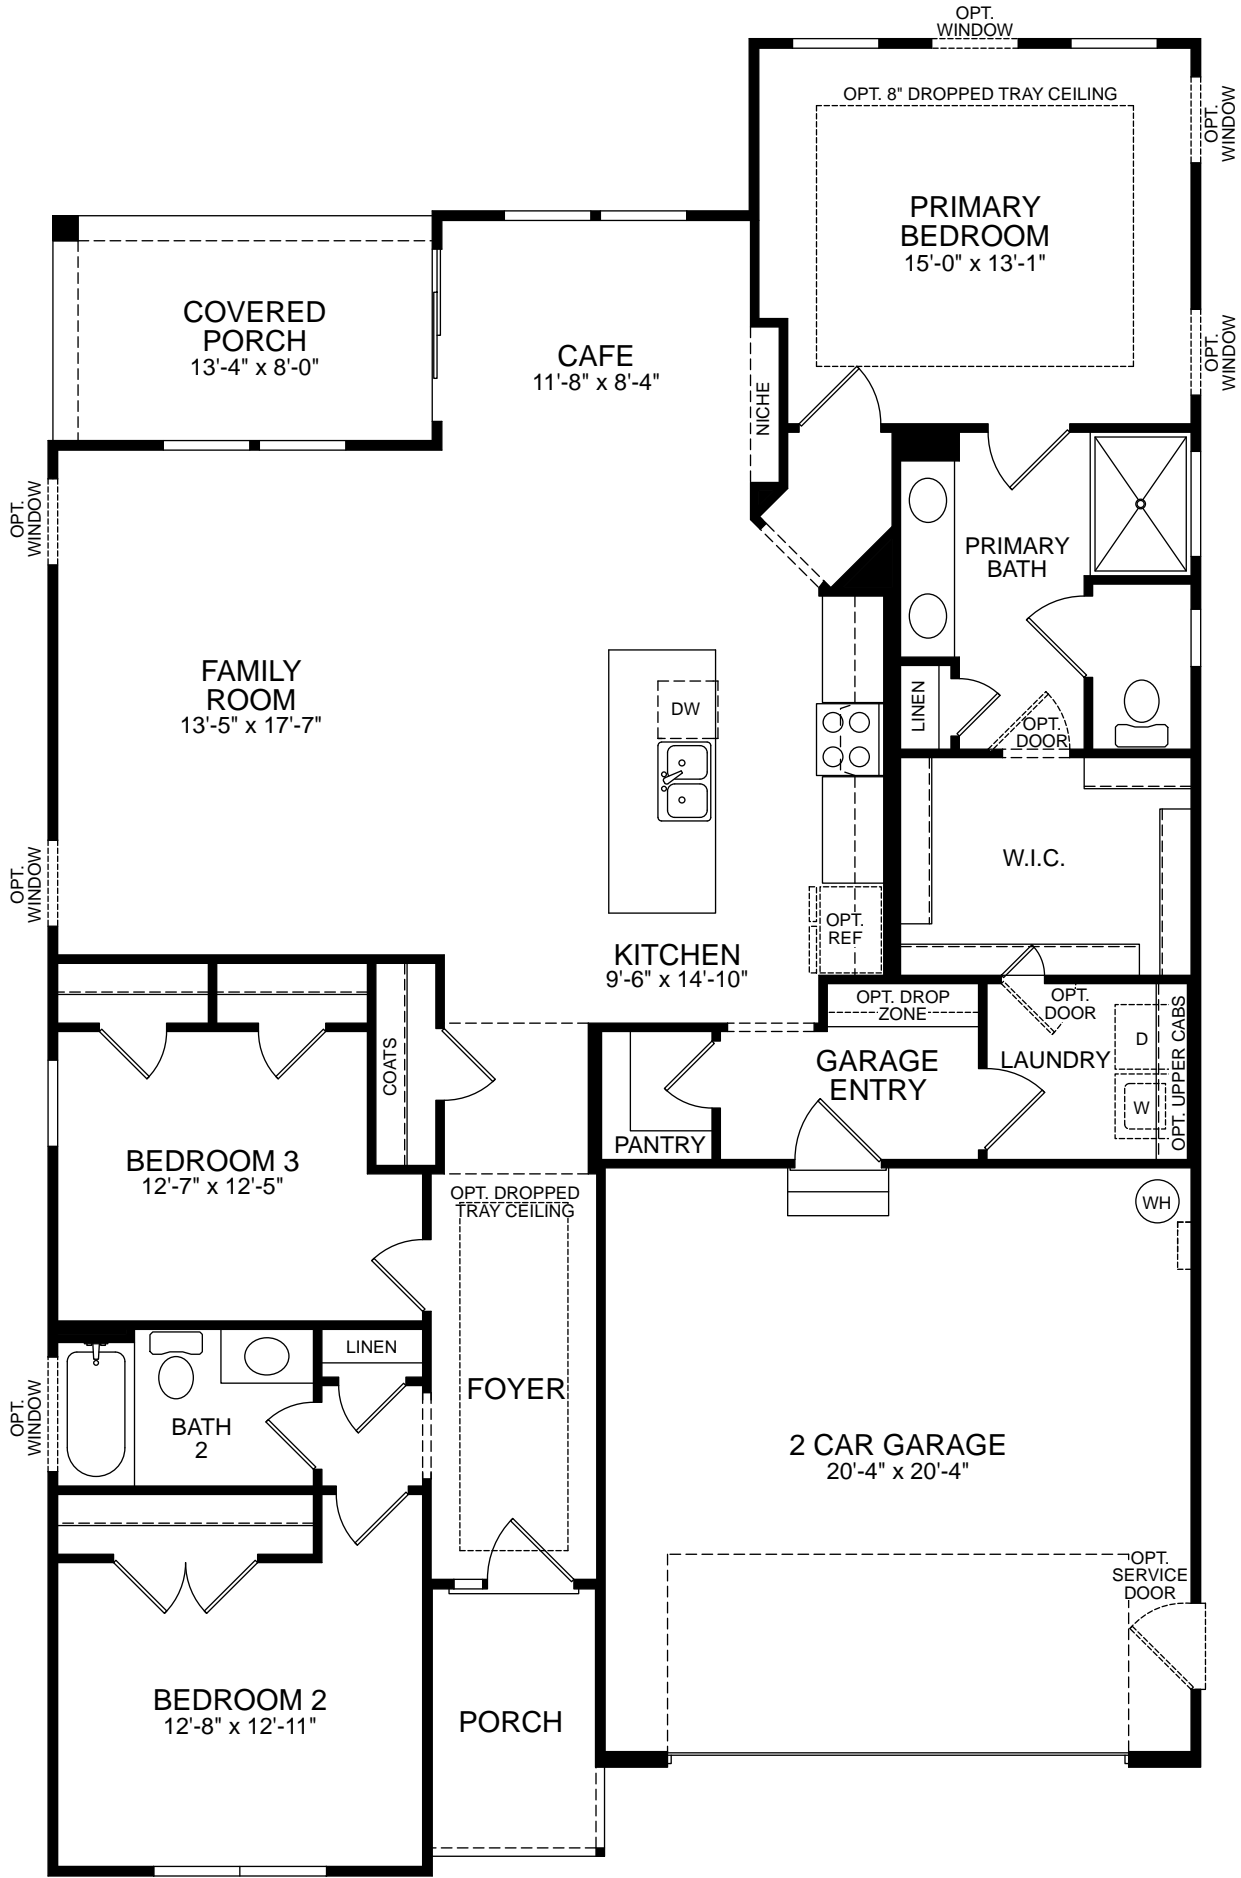 OPT.
WINDOW
OPT. 8" DROPPED TRAY CEILING
OPT.
WINDOW
PRIMARY
BEDROOM
15'-0" x 13'-1"
COVERED
PORCH
13'-4" x 8'-0"
CAFE
11'-8" x 8'-4"
OPT.
WINDOW
NICHE
OPT.
WINDOW
PRIMARY
BATH
FAMILY
ROOM
13'-5" x 17'-7"
DW
LINEN
OPT.
DOOR
W.I.C.
OPT.
WINDOW
OPT.
REF
KITCHEN
9'-6" x 14'-10"
OPT. DROP
ZONE
OPT.
DOOR
COATS
GARAGE
ENTRY
LAUNDRY
D
W
OPT. UPPER CABS
PANTRY
BEDROOM 3
12'-7" x 12'-5"
OPT. DROPPED
TRAY CEILING
WH
LINEN
FOYER
OPT.
WINDOW
BATH
2
2 CAR GARAGE
20'-4" x 20'-4"
OPT.
SERVICE
DOOR
BEDROOM 2
12'-8" x 12'-11"
PORCH